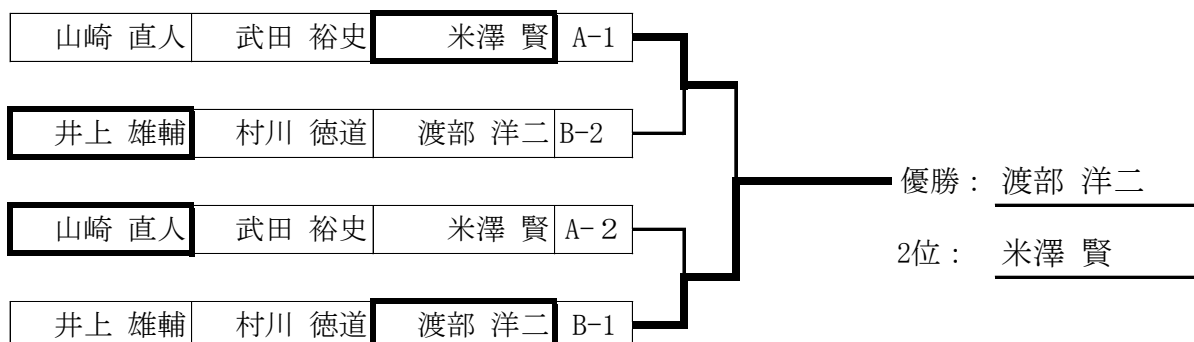 山崎 直人 武田 裕史 米澤 賢 A-1
井上 雄輔 村川 徳道 渡部 洋二 B-2
優勝： 渡部 洋二
山崎 直人 武田 裕史 米澤 賢 A-２
2位： 米澤 賢
井上 雄輔 村川 徳道 渡部 洋二 B-1